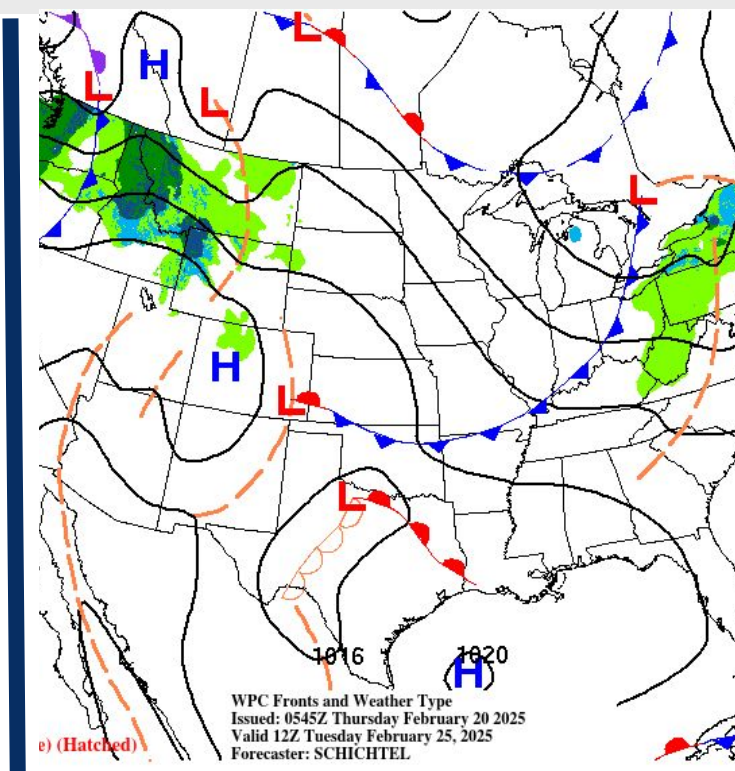 H
L
L
L
L
H
L
L
1016
1020
H
WPC Fronts and Weather Type
Issued: 0545Z Thursday February 20 2025
Valid 12Z Tuesday February 25, 2025
Forecaster: SCHICHTEL
e) (Hatched)